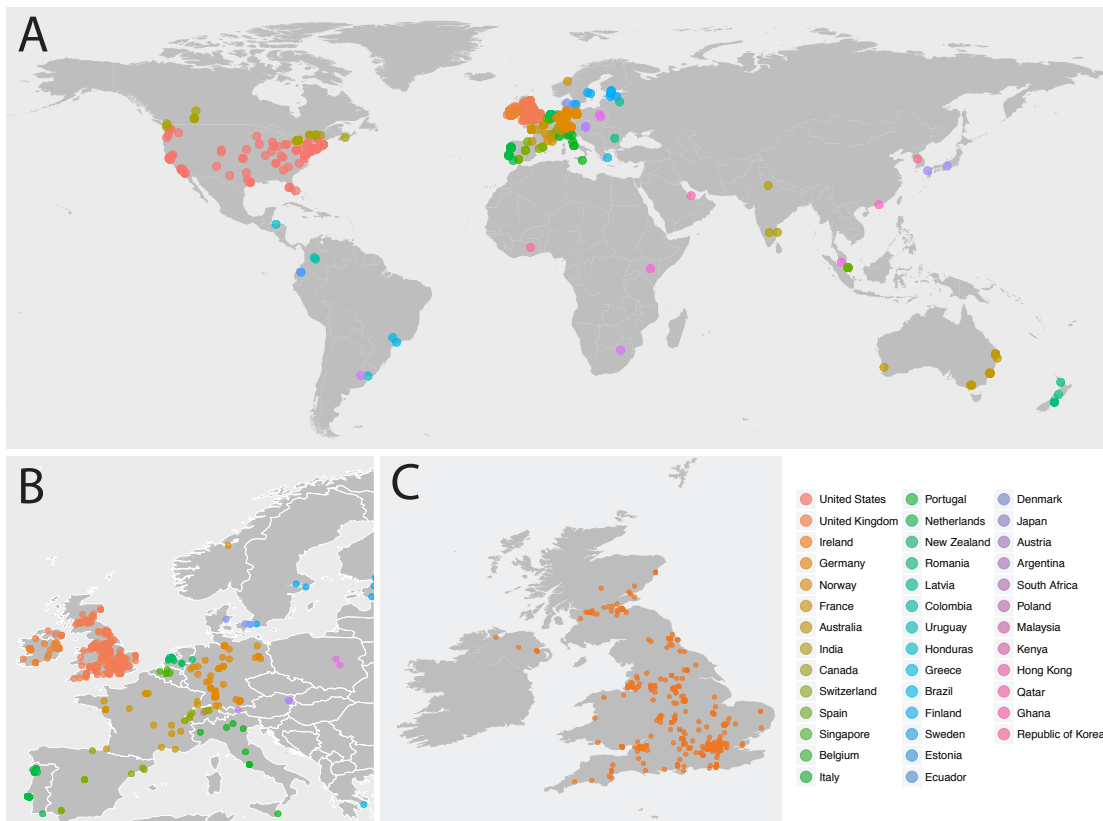 A
B
C
United States
United Kingdom
Ireland
Germany
Norway
France
Australia
India
Canada
Switzerland
Spain
Singapore
Belgium
Italy
Portugal
Netherlands
New Zealand
Romania
Latvia
Colombia
Uruguay
Honduras
Greece
Brazil
Finland
Sweden
Estonia
Ecuador
Denmark
Japan
Austria
Argentina
South Africa
Poland
Malaysia
Kenya
Hong Kong
Qatar
Ghana
Republic of Korea